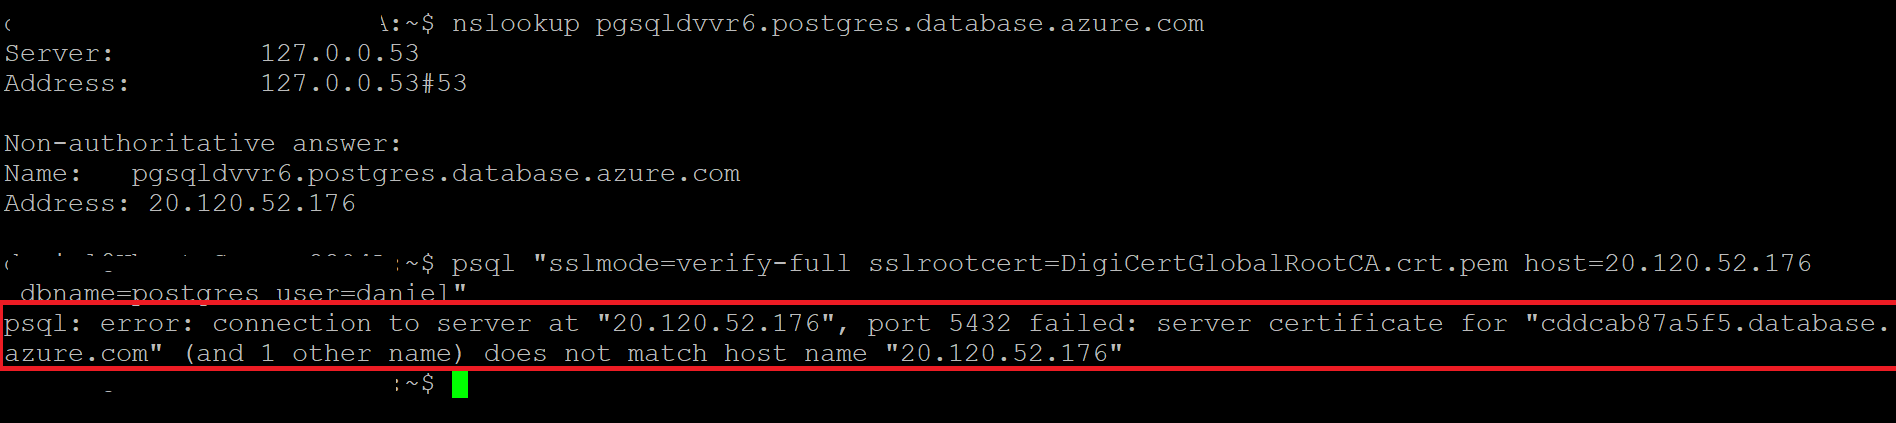 :~$ nslookup pgsqldvvr6.postgres.database.azure.com
Server:         127.0.0.53
Address:        127.0.0.53#53
Non-authoritative answer:
Name:   pgsqldvvr6.postgres.database.azure.com
Address: 20.120.52.176
:~$ psql "sslmode=verify-full sslrootcert=DigiCertGlobalRootCA.crt.pem host=20.120.52.176
dbname=postgres user=daniel"
psql: error: connection to server at "20.120.52.176", port 5432 failed: server certificate for "cddcab87a5f5.database.
azure.com" (and 1 other name) does not match host name "20.120.52.176"
:~$